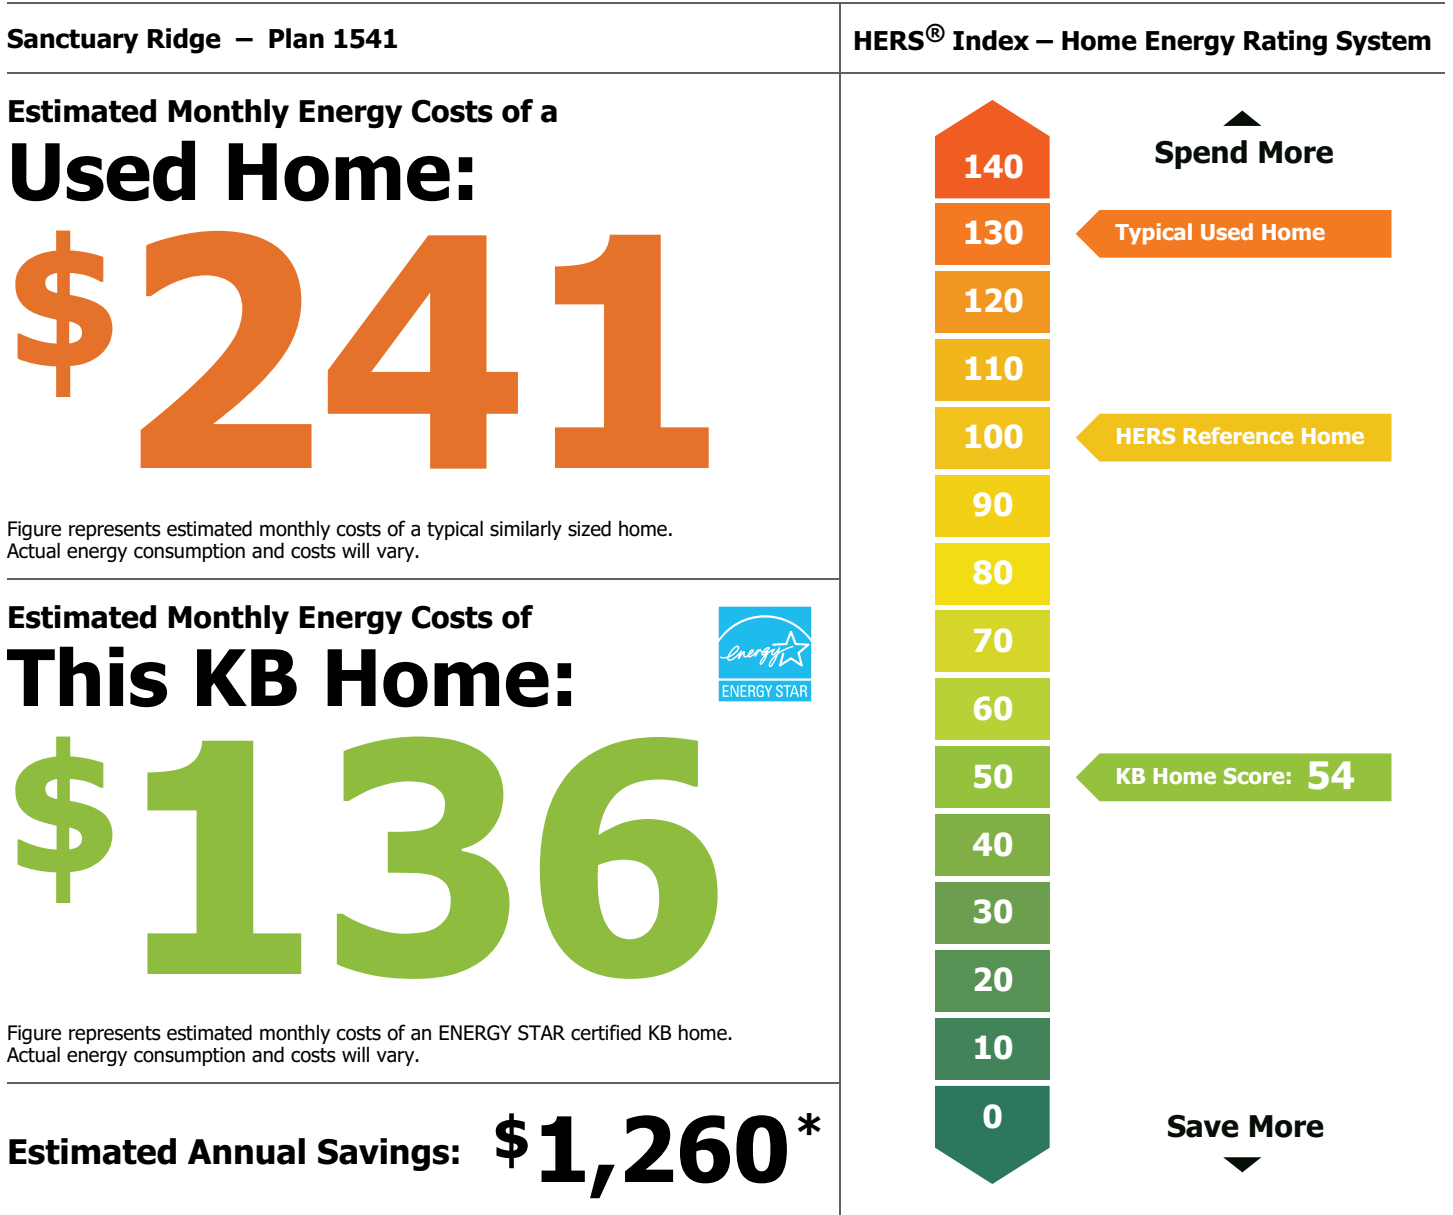 Sanctuary Ridge – Plan 1541
Estimated Monthly Energy Costs of a
Used Home:
$241
Figure represents estimated monthly costs of a typical similarly sized home.
Actual energy consumption and costs will vary.
Estimated Monthly Energy Costs of
This KB Home:
energy
ENERGY STAR
$136
Figure represents estimated monthly costs of an ENERGY STAR certified KB home.
Actual energy consumption and costs will vary.
Estimated Annual Savings: $1,260*
HERS® Index – Home Energy Rating System
Spend More
140
130 Typical Used Home
120
110
100 HERS Reference Home
90
80
70
60
50 KB Home Score: 54
40
30
20
10
0
Save More